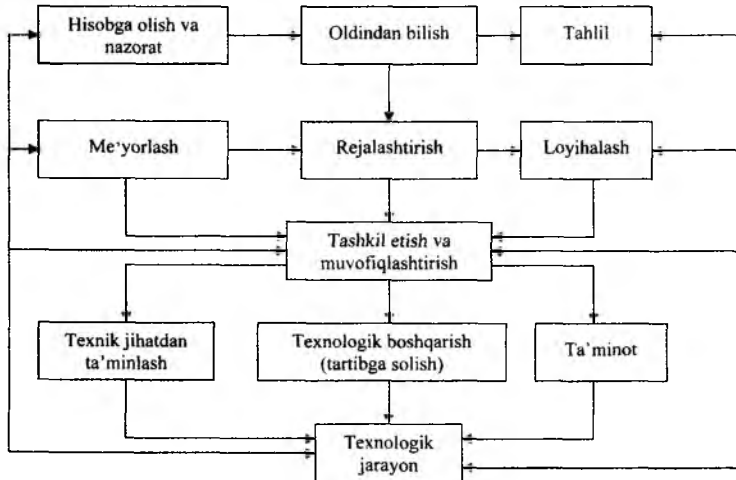 Hisobga olish va
nazorat
Oldindan bilish
Tahlil
Me‘yorlash
Rejalashtirish
Loyihalash
Tashkil etish va
muvofiqlashtirish
Texnik jihatdan
ta’minlash
Texnologik boshqarish
(tartibga solish)
Ta’minot
Texnologik
jarayon